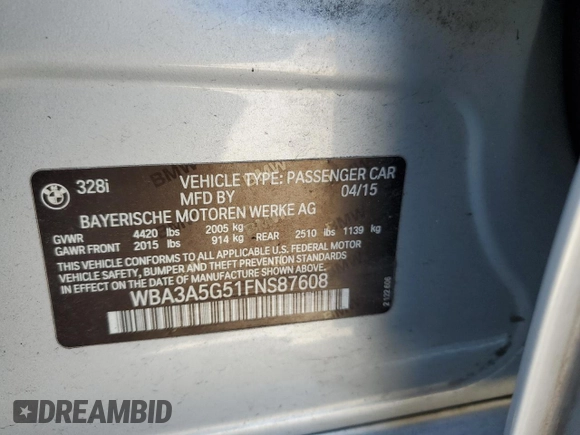 328i
VEHICLE TYPE: PASSENGER CAR
MFD BY 04/15
BAYERISCHE MOTOREN WERKE AG
GVWR 4420 lbs 2005 kg
GAWR FRONT 2015 lbs 914 kg - REAR 2510 lbs 1139 kg
THIS VEHICLE CONFORMS TO ALL APPLICABLE U.S. FEDERAL MOTOR
VEHICLE SAFETY, BUMPER AND THEFT PREVENTION STANDARDS
IN EFFECT ON THE DATE OF MANUFACTURE SHOWN ABOVE.
WBA3A5G51FNS87608
DREAMBID